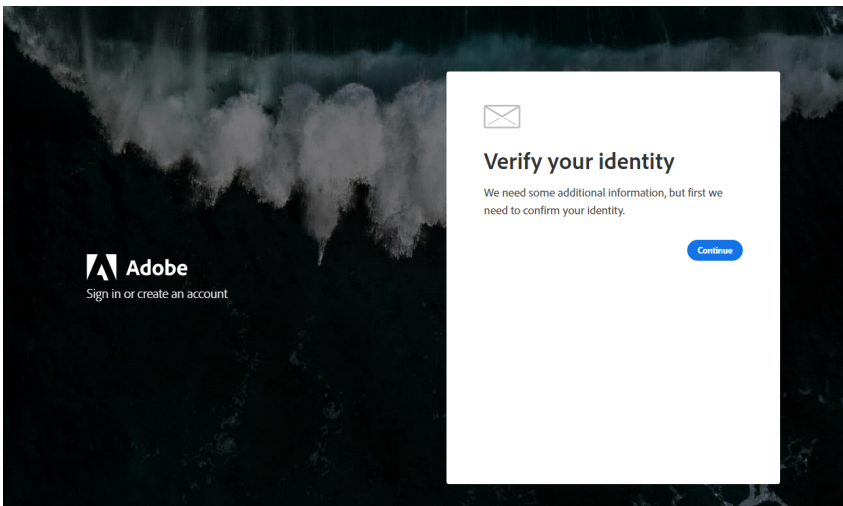 Adobe
Sign in or create an account
Verify your identity
We need some additional information, but first we
need to confirm your identity.
Continue